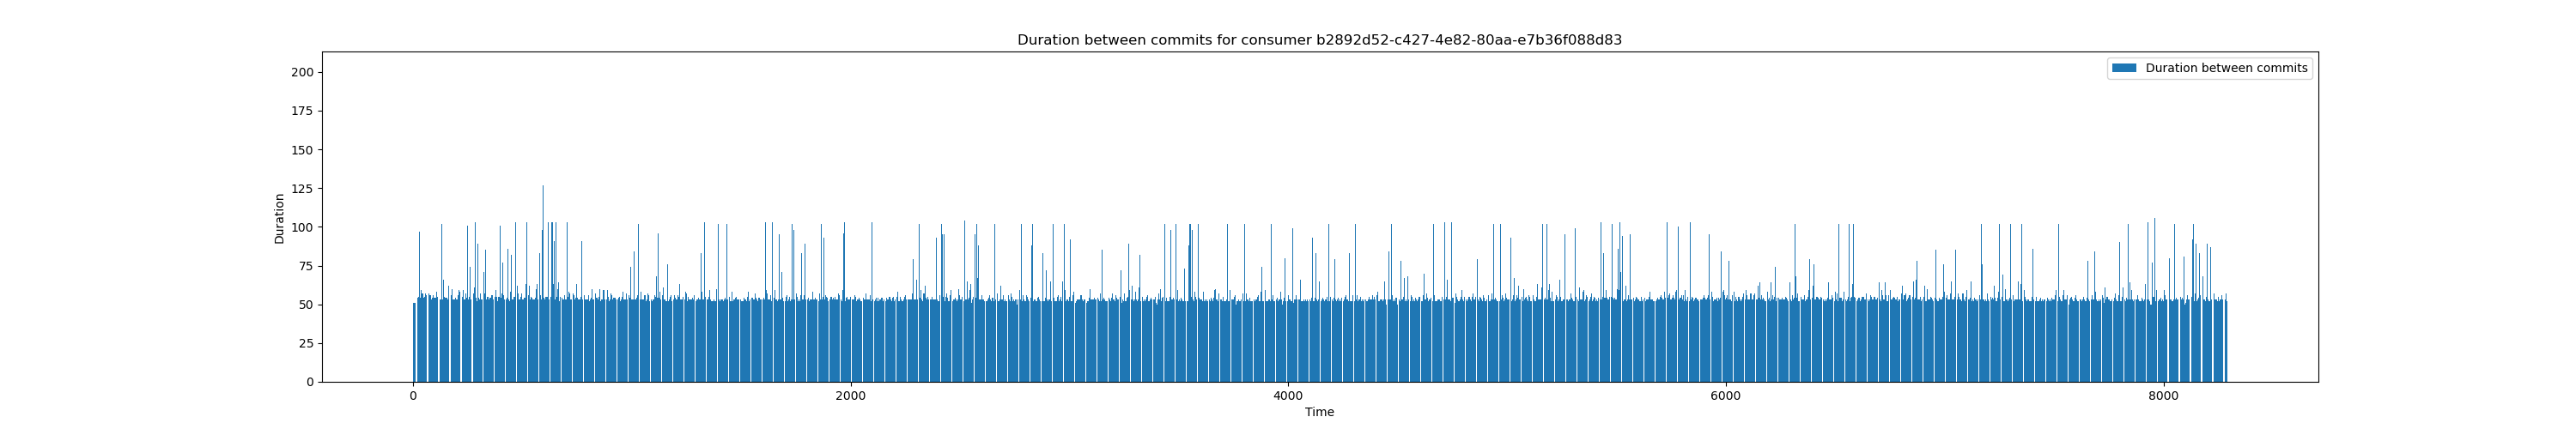 Duration between commits for consumer b2892d52-c427-4e82-80aa-e7b36f088d83
Duration between commits
200
175
150
125
100
75
50
25
0
Duration
0 2000 4000 6000 8000
Time